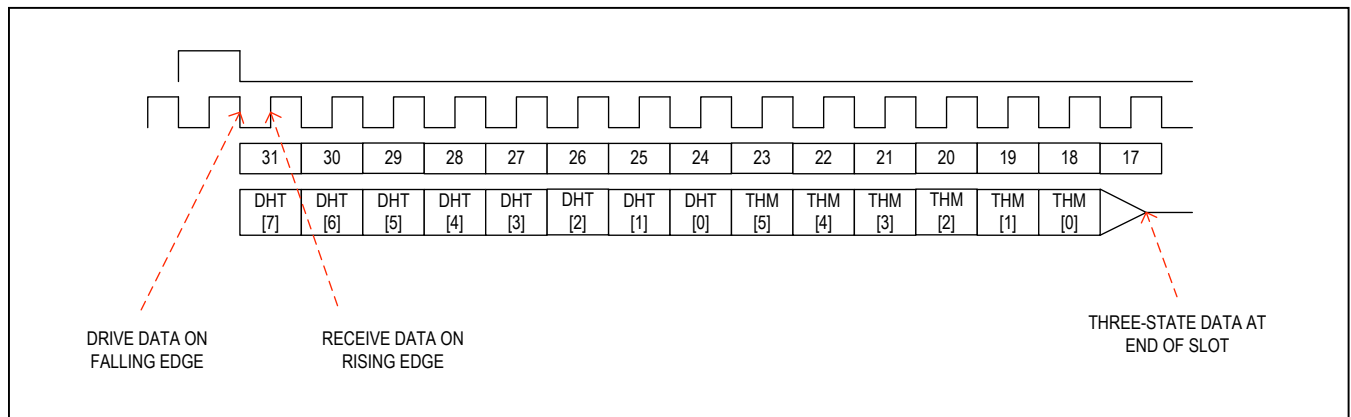 31 30 29 28 27 26 25 24 23 22 21 20 19 18 17
DHT DHT DHT DHT DHT DHT DHT DHT THM THM THM THM THM THM
[7] [6] [5] [4] [3] [2] [1] [0] [5] [4] [3] [2] [1] [0]
DRIVE DATA ON
FALLING EDGE
RECEIVE DATA ON
RISING EDGE
THREE-STATE DATA AT
END OF SLOT